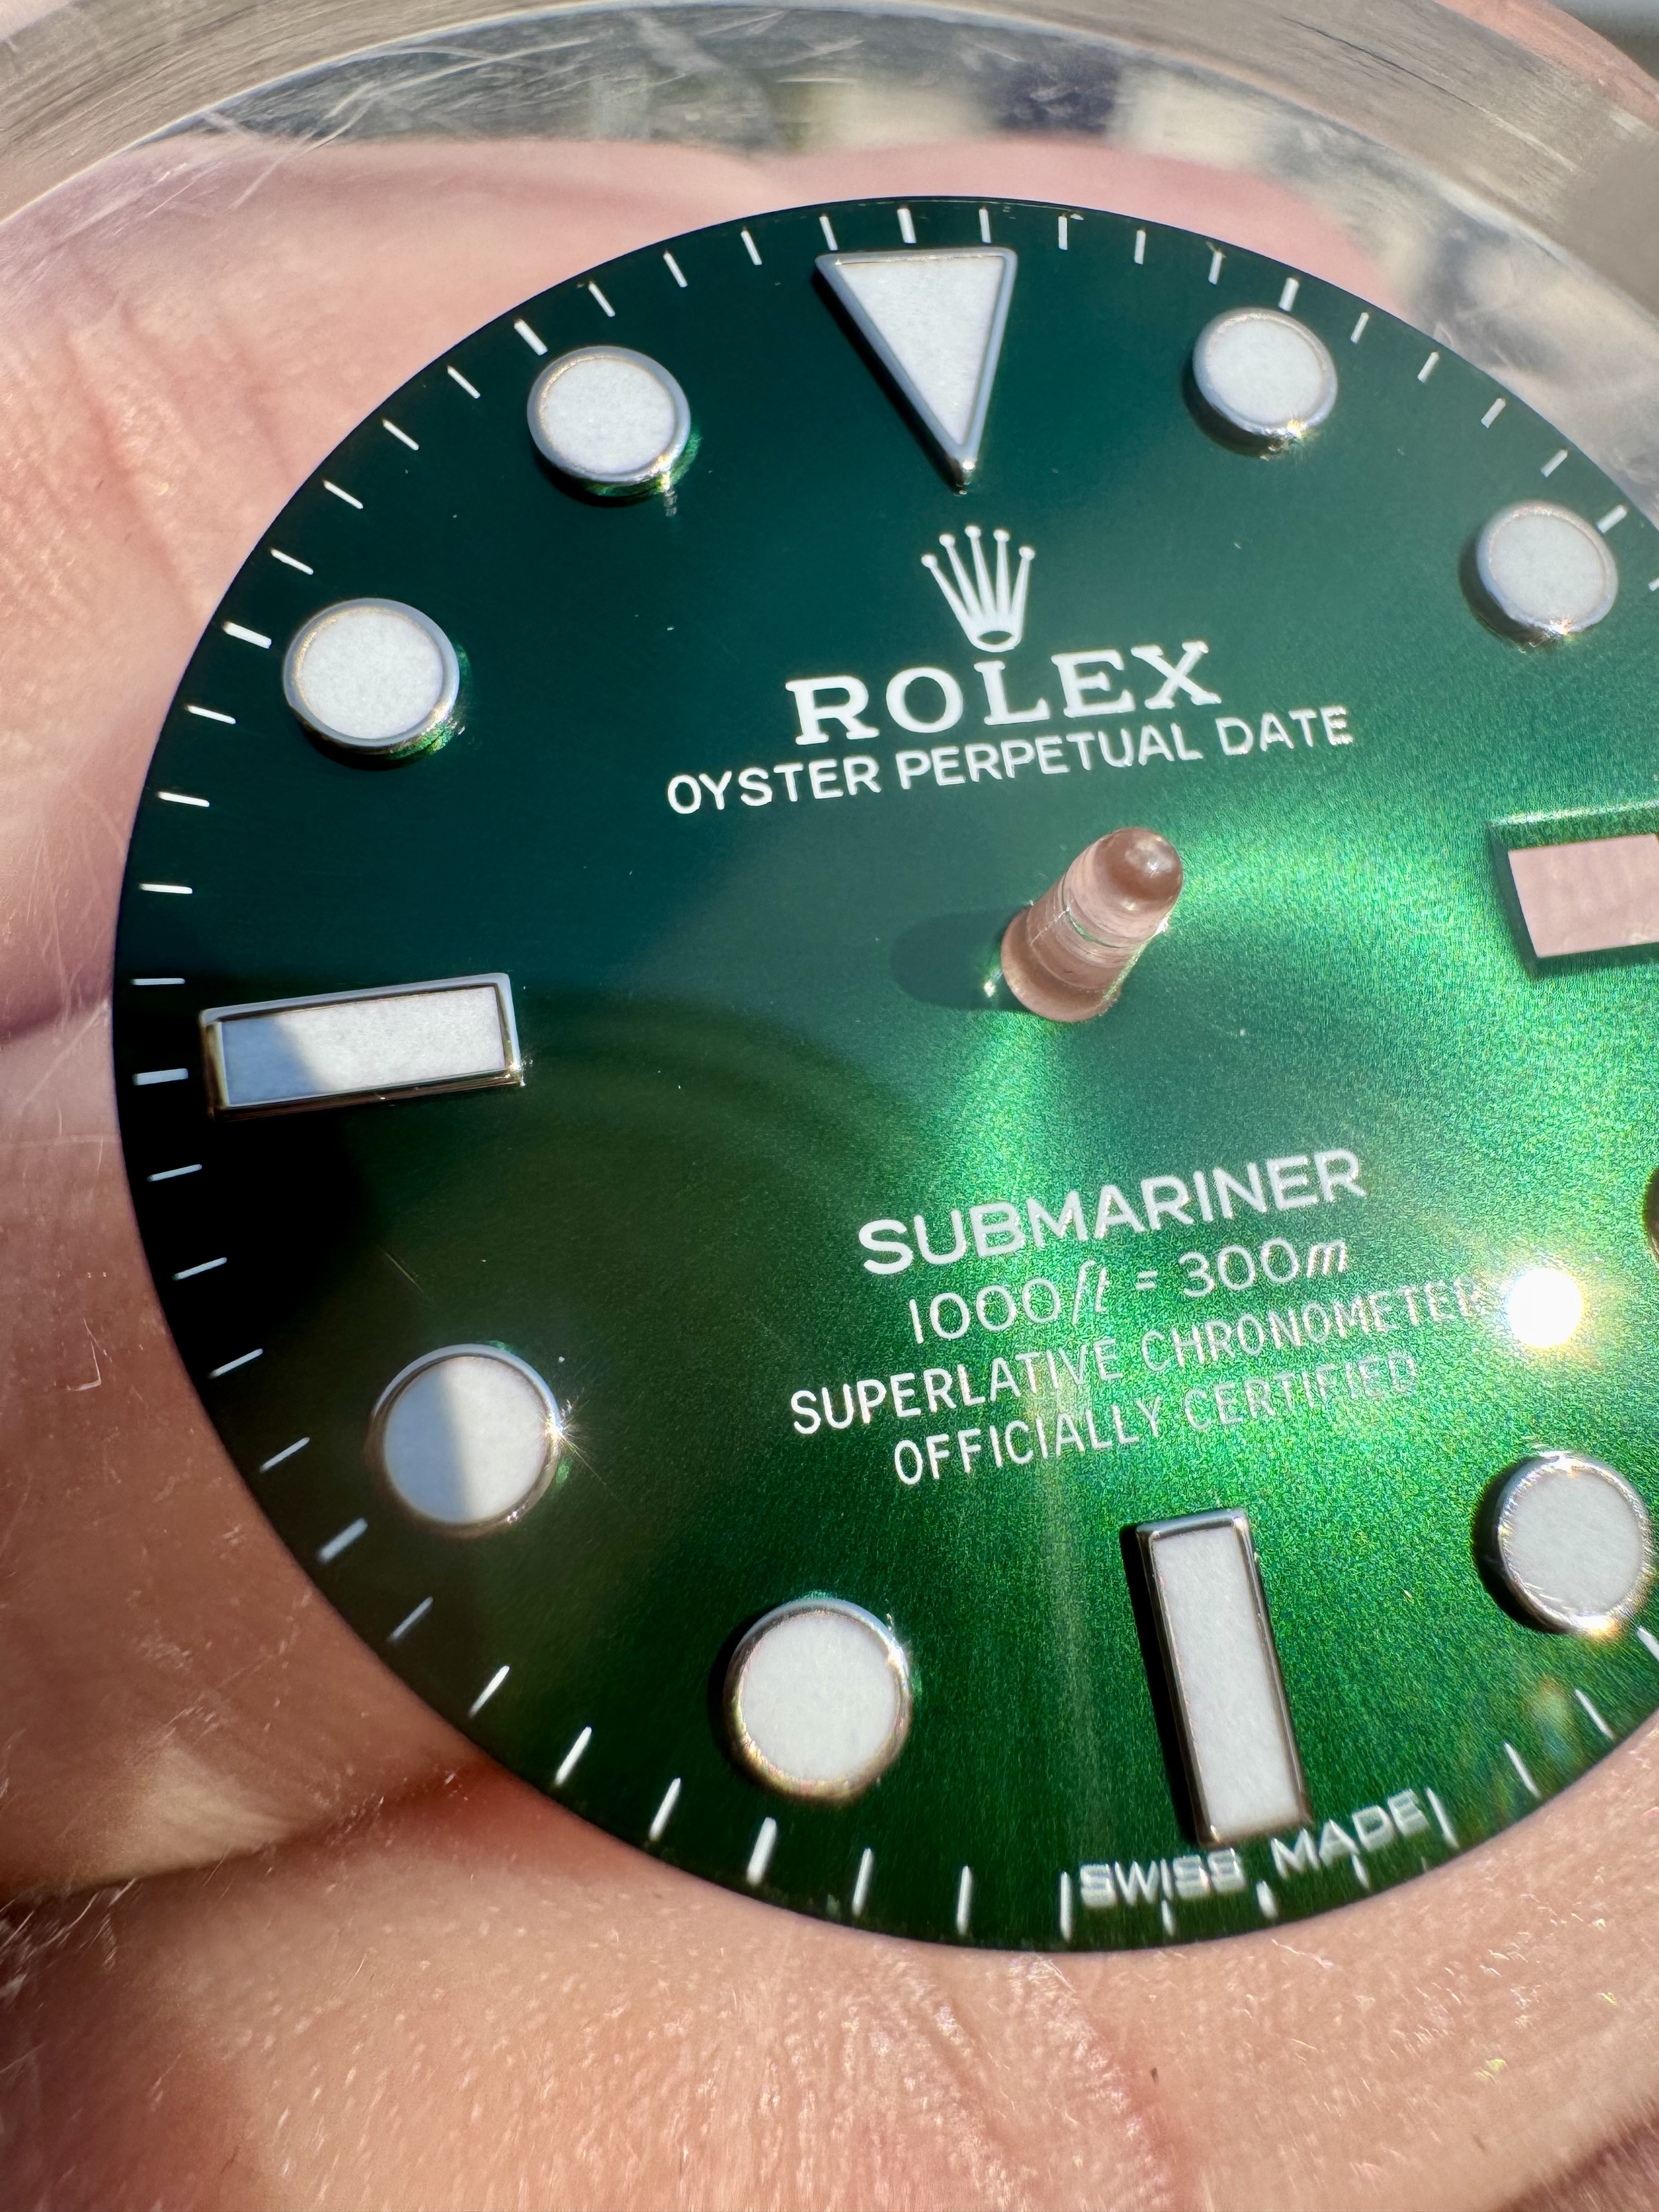 ROLEX
OYSTER PERPETUAL DATE
SUBMARINER
1000ft = 300m
SUPERLATIVE CHRONOMETER
OFFICIALLY CERTIFIED
SWISS MADE